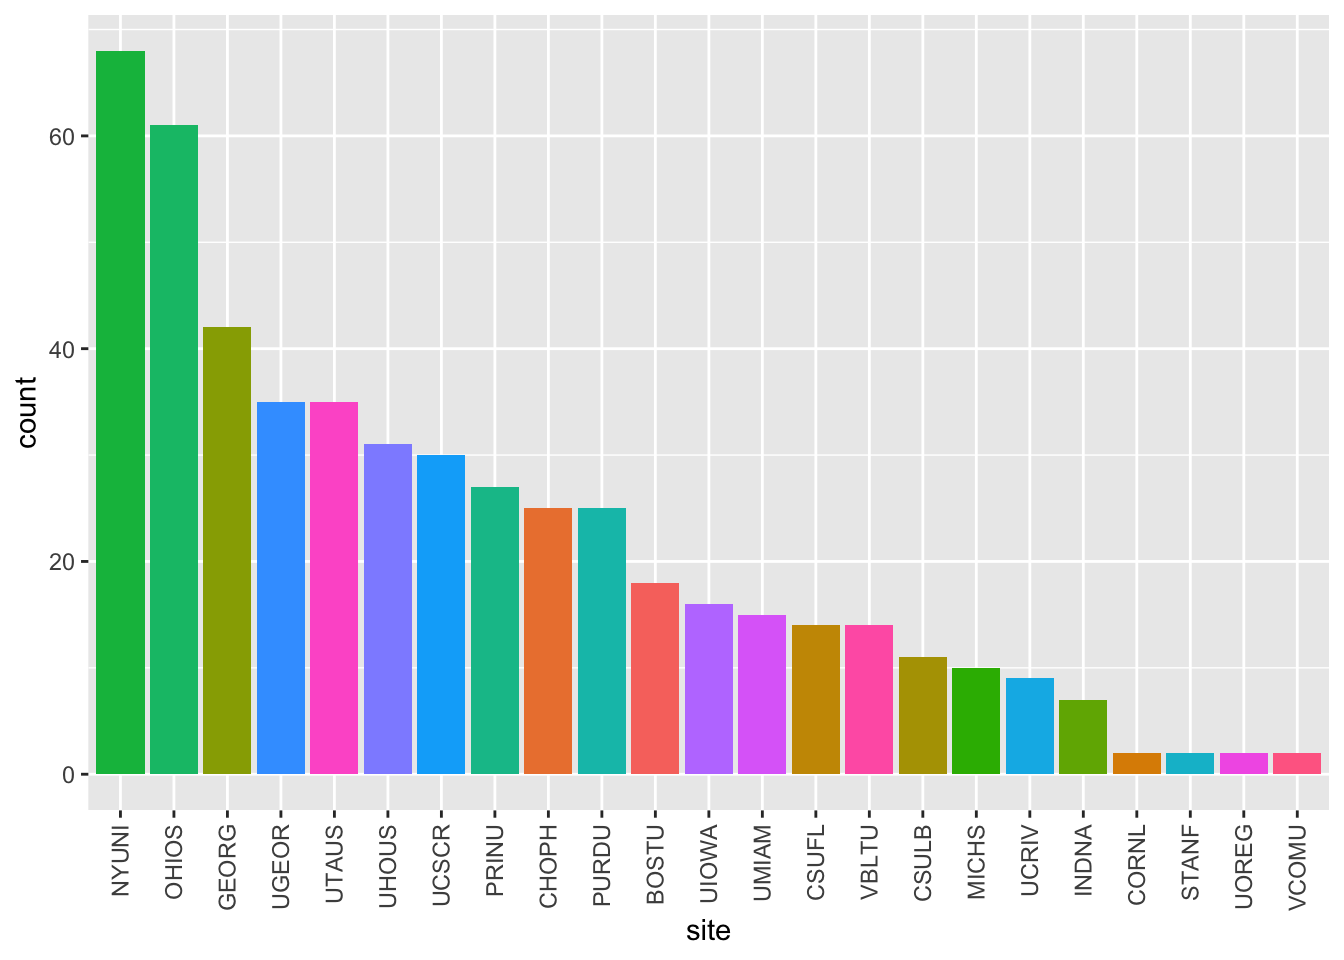 60
40
20
0
count
NYUNI
OHIOS
GEORG
UGEOR
UTAUS
UHOUS
UCSCR
PRINU
CHOPH
PURDU
BOSTU
UIOWA
UMIAM
CSUFL
VBLTU
CSULB
MICHS
UCRIV
INDNA
CORNL
STANF
UOREG
VCOMU
site